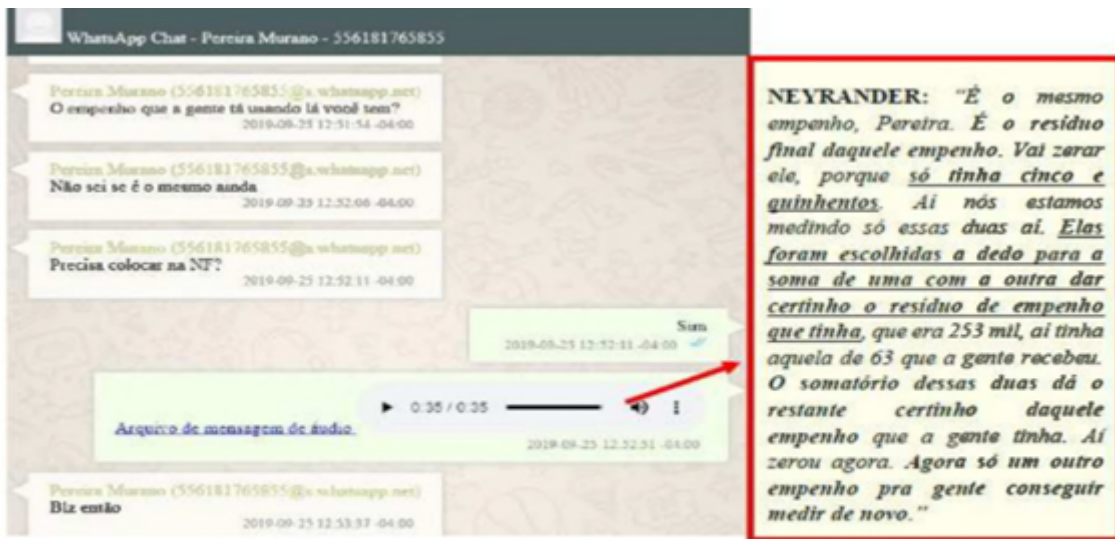 WhatsApp Chat - Pereira Murano - 556181765835
Pereira Murano (556181765835@s.whatsapp.net)
O empenho que a gente tá usando lá você tem?
2019-09-25 12:51:54 -04:00
Pereira Murano (556181765835@s.whatsapp.net)
Não sei se é o mesmo ainda
2019-09-25 12:52:06 -04:00
Pereira Murano (556181765835@s.whatsapp.net)
Precisa colocar na NF?
2019-09-25 12:52:11 -04:00
Sim
2019-09-25 12:52:11 -04:00
0:35 / 0:35
Arquivo de mensagem de áudio
2019-09-25 12:52:51 -04:00
Pereira Murano (556181765835@s.whatsapp.net)
Blz então
2019-09-25 12:53:37 -04:00
NEYRANDER: "É o mesmo
empenho, Pereira. É o resíduo
final daquele empenho. Vai zerar
ele, porque só tinha cinco e
quinhentos. Aí nós estamos
medindo só essas duas aí. Elas
foram escolhidas a dedo para a
soma de uma com a outra dar
certinho o resíduo de empenho
que tinha, que era 253 mil, aí tinha
aquela de 63 que a gente recebeu.
O somatório dessas duas dá o
restante certinho daquele
empenho que a gente tinha. Aí
zerou agora. Agora só um outro
empenho pra gente conseguir
medir de novo."